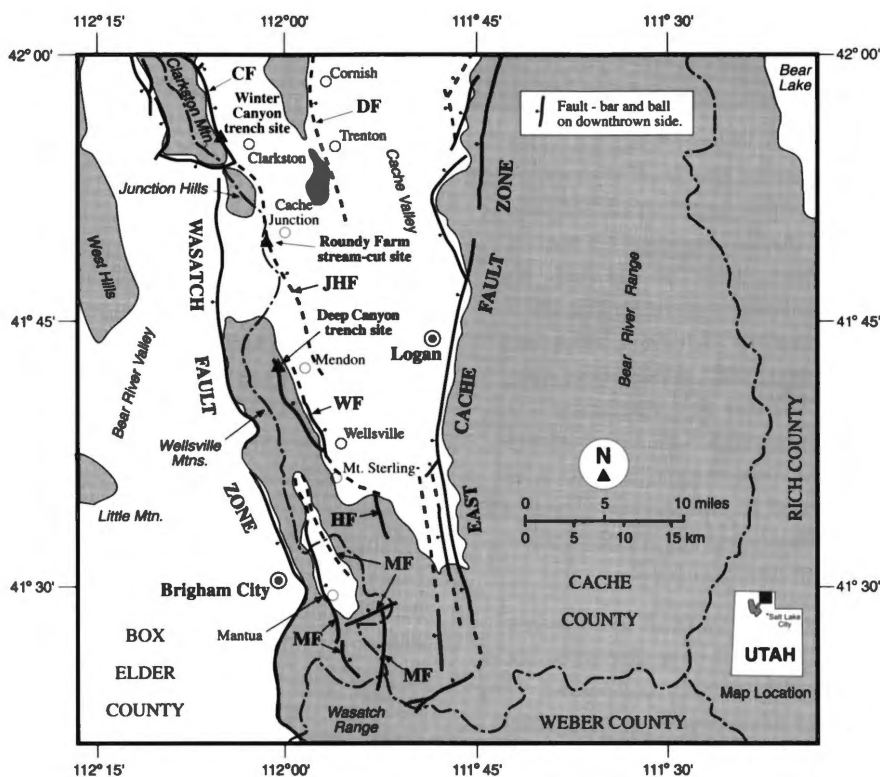 112° 15'
112° 00'
111° 45'
111° 30'
42° 00'
42° 00'
CF
Clarkston Mtn.
Winter
Canyon
trench site
Cornish
DF
Trenton
Clarkston
Cache Valley
Bear
Lake
Fault - bar and ball
on downthrown side.
Junction Hills
Cache
Junction
Roundy Farm
stream-cut site
JHF
West Hills
WASATCH
FAULT
ZONE
EAST
CACHE
FAULT
ZONE
Bear River Range
41° 45'
41° 45'
Deep Canyon
trench site
Mendon
Logan
Bear River Valley
WF
Wellsville
Wellsville
Mtns.
Mt. Sterling
Little Mtn.
HF
N
0 5 10 miles
0 5 10 15 km
RICH COUNTY
MF
41° 30'
41° 30'
Brigham City
CACHE
COUNTY
Mantua
MF
MF
BOX
ELDER
COUNTY
Salt Lake
City
UTAH
Map Location
Wasatch
Range
WEBER COUNTY
112° 15'
112° 00'
111° 45'
111° 30'